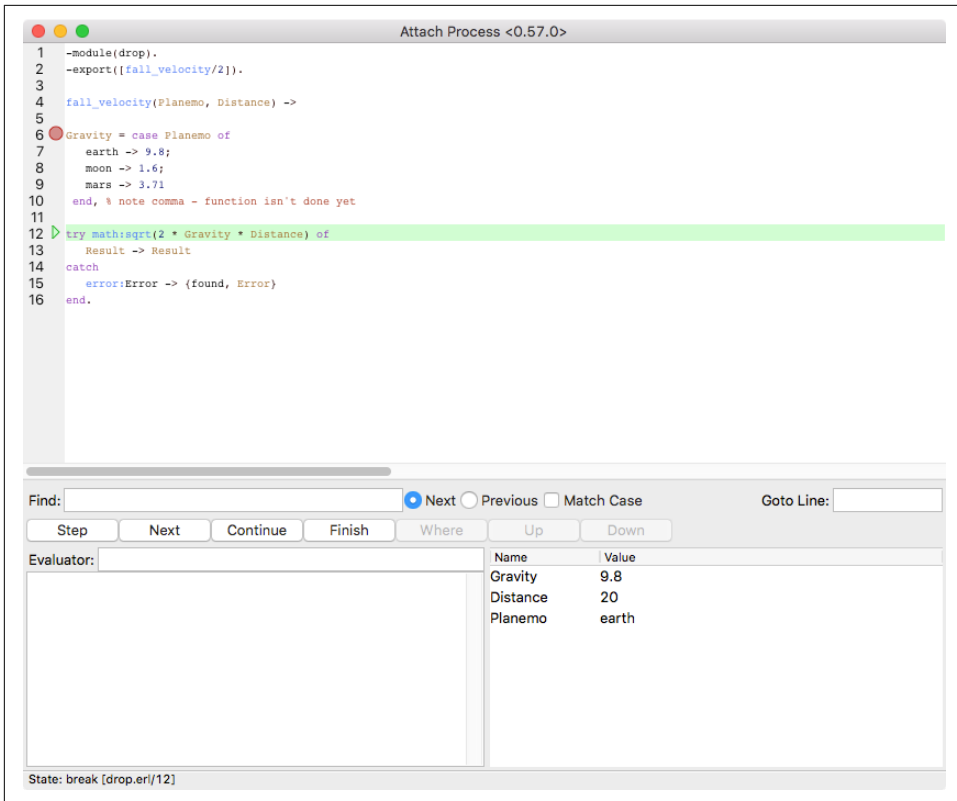 Attach Process <0.57.0>
1 -module(drop).
2 -export([fall_velocity/2]).
3
4 fall_velocity(Planemo, Distance) ->
5
6 Gravity = case Planemo of
7 earth -> 9.8;
8 moon -> 1.6;
9 mars -> 3.71
10 end, % note comma - function isn't done yet
11
12 try math:sqrt(2 * Gravity * Distance) of
13 Result -> Result
14 catch
15 error:Error -> {found, Error}
16 end.
Find: Next Previous Match Case Goto Line:
Step Next Continue Finish Where Up Down
Evaluator: Name Value
Gravity 9.8
Distance 20
Planemo earth
State: break [drop.erl/12]